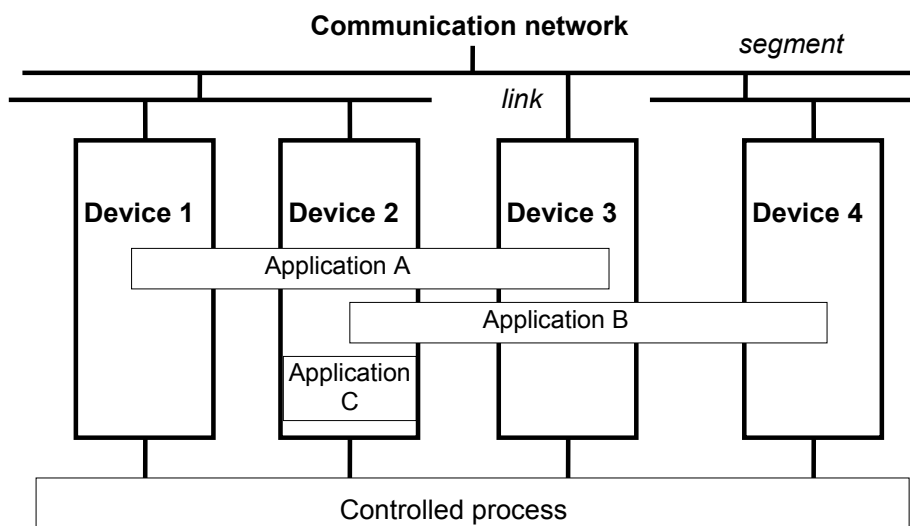 Communication network
segment
link
Device 1
Device 2
Device 3
Device 4
Application A
Application B
Application
C
Controlled process